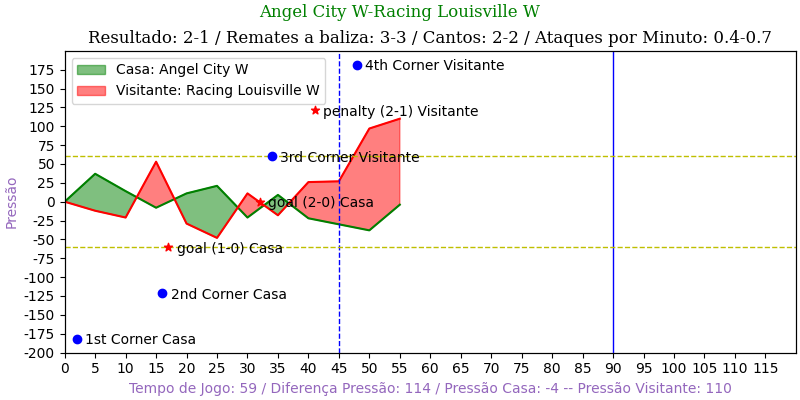 Angel City W-Racing Louisville W
Resultado: 2-1 / Remates a baliza: 3-3 / Cantos: 2-2 / Ataques por Minuto: 0.4-0.7
Casa: Angel City W
Visitante: Racing Louisville W
4th Corner Visitante
penalty (2-1) Visitante
3rd Corner Visitante
goal (2-0) Casa
goal (1-0) Casa
2nd Corner Casa
1st Corner Casa
Pressão
175
150
125
100
75
50
25
0
-25
-50
-75
-100
-125
-150
-175
-200
0 5 10 15 20 25 30 35 40 45 50 55 60 65 70 75 80 85 90 95 100 105 110 115
Tempo de Jogo: 59 / Diferença Pressão: 114 / Pressão Casa: -4 -- Pressão Visitante: 110